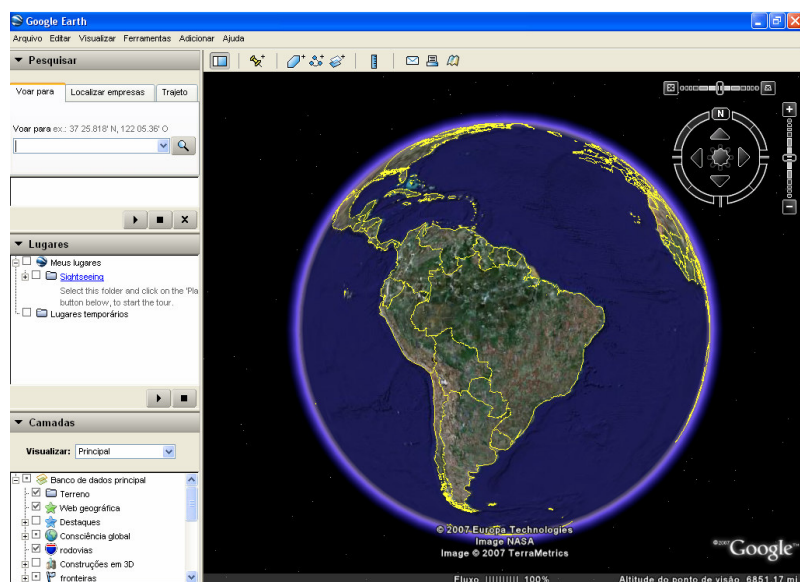 Google Earth
Arquivo Editar Visualizar Ferramentas Adicionar Ajuda
Pesquisar
Voar para Localizar empresas Trajeto
Voar para ex.: 37 25.818' N, 122 05.36' O
N
Lugares
Meus lugares
Sightseeing
Select this folder and click on the 'Pla
button below, to start the tour.
Lugares temporários
Camadas
Visualizar: Principal
Banco de dados principal
Terreno
Web geográfica
Destaques
Consciência global
rodovias
Construções em 3D
fronteiras
© 2007 Europa Technologies
Image NASA
Image © 2007 TerraMetrics
©2007 Google™
Fluxo 100% Altitude do ponto de visão 6851.17 mi